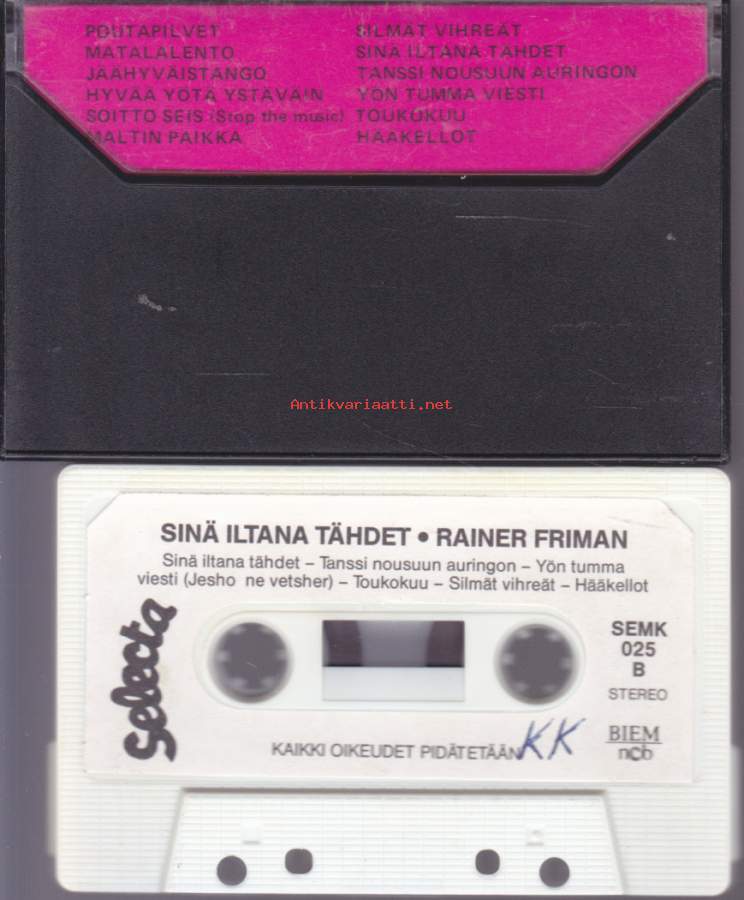 POUTAPILVET
MATALALENTO
JÄÄHYVÄISTANGO
HYVÄÄ YÖTÄ YSTÄVÄIN
SOITTO SEIS (Stop the music)
MALTIN PAIKKA
SILMÄT VIHREÄT
SINÄ ILTANA TÄHDET
TANSSI NOUSUUN AURINGON
YÖN TUMMA VIESTI
TOUKOKUU
HÄÄKELLOT
Antikvariaatti.net
SINÄ ILTANA TÄHDET • RAINER FRIMAN
Sinä iltana tähdet – Tanssi nousuun auringon – Yön tumma
viesti (Jesho ne vetsher) – Toukokuu – Silmät vihreät – Hääkellot
Selecta
SEMK
025
B
STEREO
KAIKKI OIKEUDET PIDÄTETÄÄN
KK
BIEM
ncb